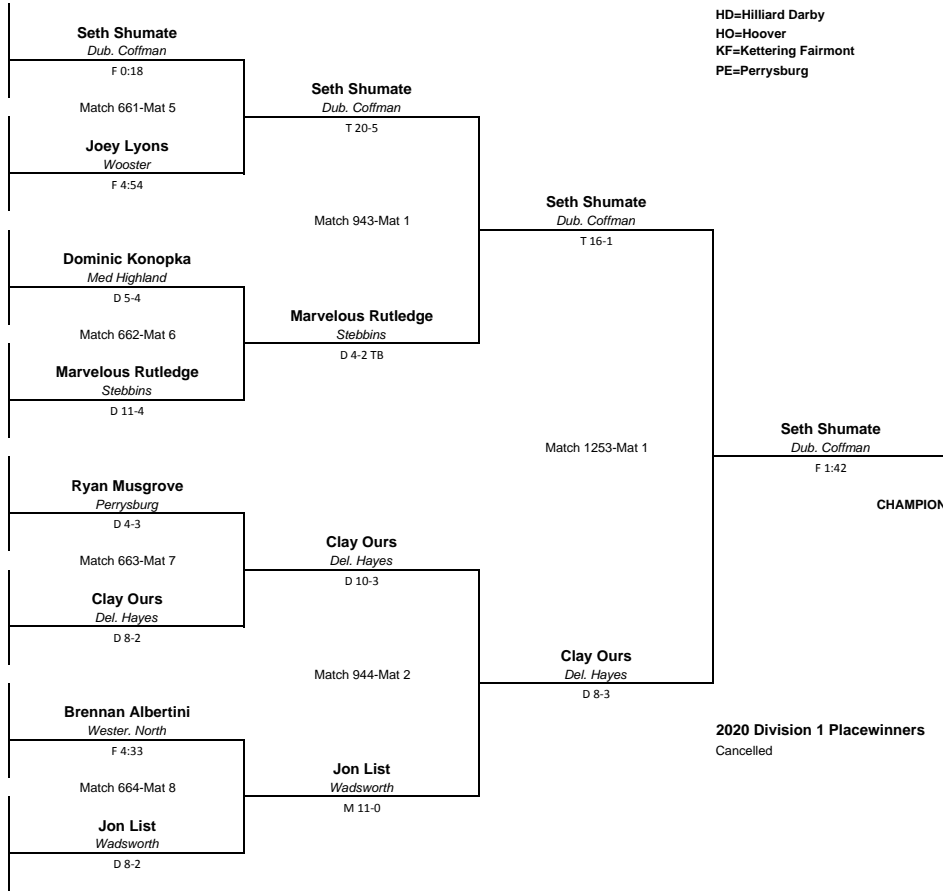 HD=Hilliard Darby
HO=Hoover
KF=Kettering Fairmont
PE=Perrysburg
Seth Shumate
Dub. Coffman
F 0:18
Match 661-Mat 5
Joey Lyons
Wooster
F 4:54
Dominic Konopka
Med Highland
D 5-4
Match 662-Mat 6
Marvelous Rutledge
Stebbins
D 11-4
Ryan Musgrove
Perrysburg
D 4-3
Match 663-Mat 7
Clay Ours
Del. Hayes
D 8-2
Brennan Albertini
Wester. North
F 4:33
Match 664-Mat 8
Jon List
Wadsworth
D 8-2
Seth Shumate
Dub. Coffman
T 20-5
Match 943-Mat 1
Marvelous Rutledge
Stebbins
D 4-2 TB
Clay Ours
Del. Hayes
D 10-3
Match 944-Mat 2
Jon List
Wadsworth
M 11-0
Seth Shumate
Dub. Coffman
T 16-1
Match 1253-Mat 1
Clay Ours
Del. Hayes
D 8-3
Seth Shumate
Dub. Coffman
F 1:42
CHAMPION
2020 Division 1 Placewinners
Cancelled